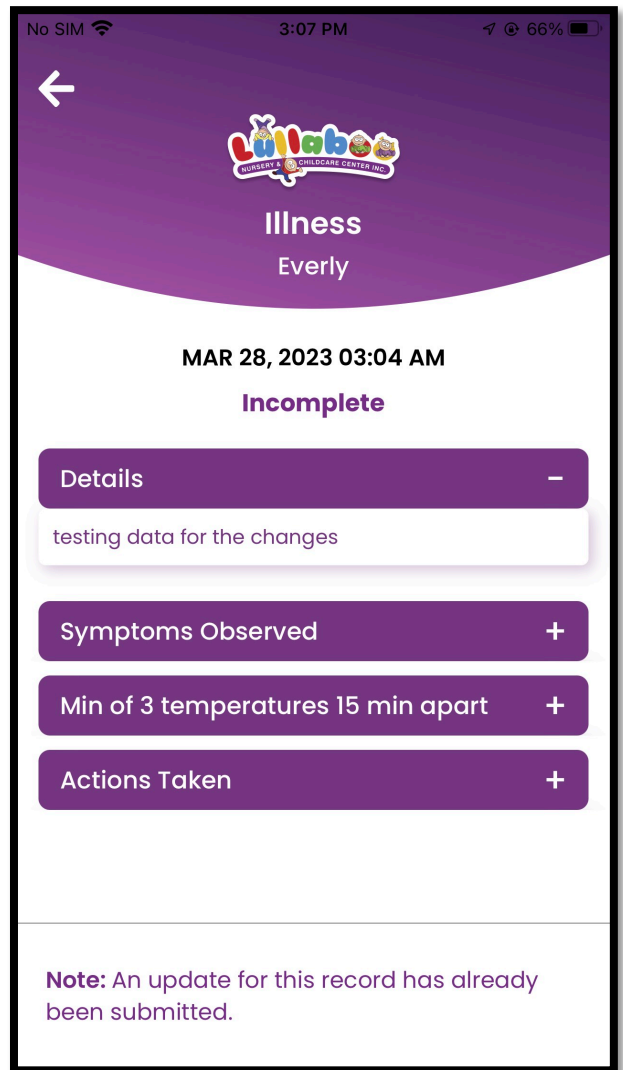 No SIM 3:07 PM 66%
Lullaboo
NURSERY & CHILDCARE CENTER INC.
Illness
Everly
MAR 28, 2023 03:04 AM
Incomplete
Details −
testing data for the changes
Symptoms Observed +
Min of 3 temperatures 15 min apart +
Actions Taken +
Note: An update for this record has already
been submitted.